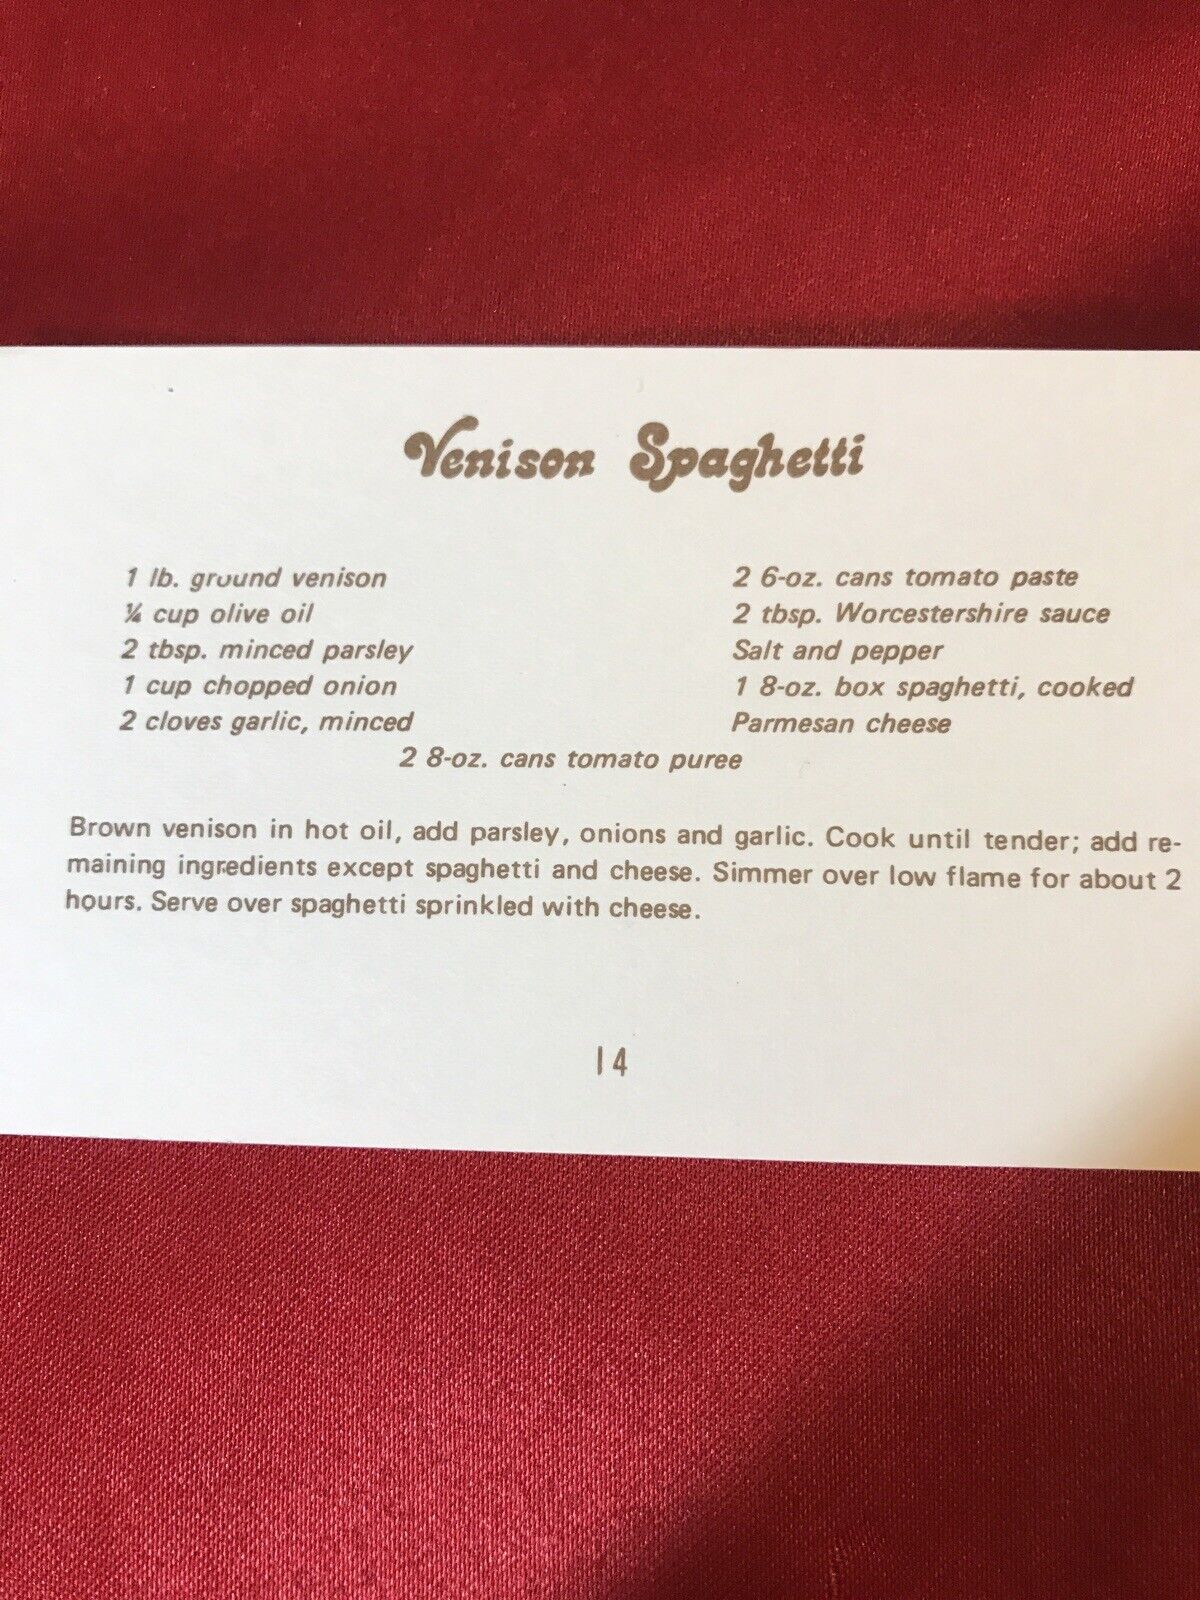 Venison Spaghetti
1 lb. ground venison
¼ cup olive oil
2 tbsp. minced parsley
1 cup chopped onion
2 cloves garlic, minced
2 6-oz. cans tomato paste
2 tbsp. Worcestershire sauce
Salt and pepper
1 8-oz. box spaghetti, cooked
Parmesan cheese
2 8-oz. cans tomato puree
Brown venison in hot oil, add parsley, onions and garlic. Cook until tender; add re-
maining ingredients except spaghetti and cheese. Simmer over low flame for about 2
hours. Serve over spaghetti sprinkled with cheese.
14